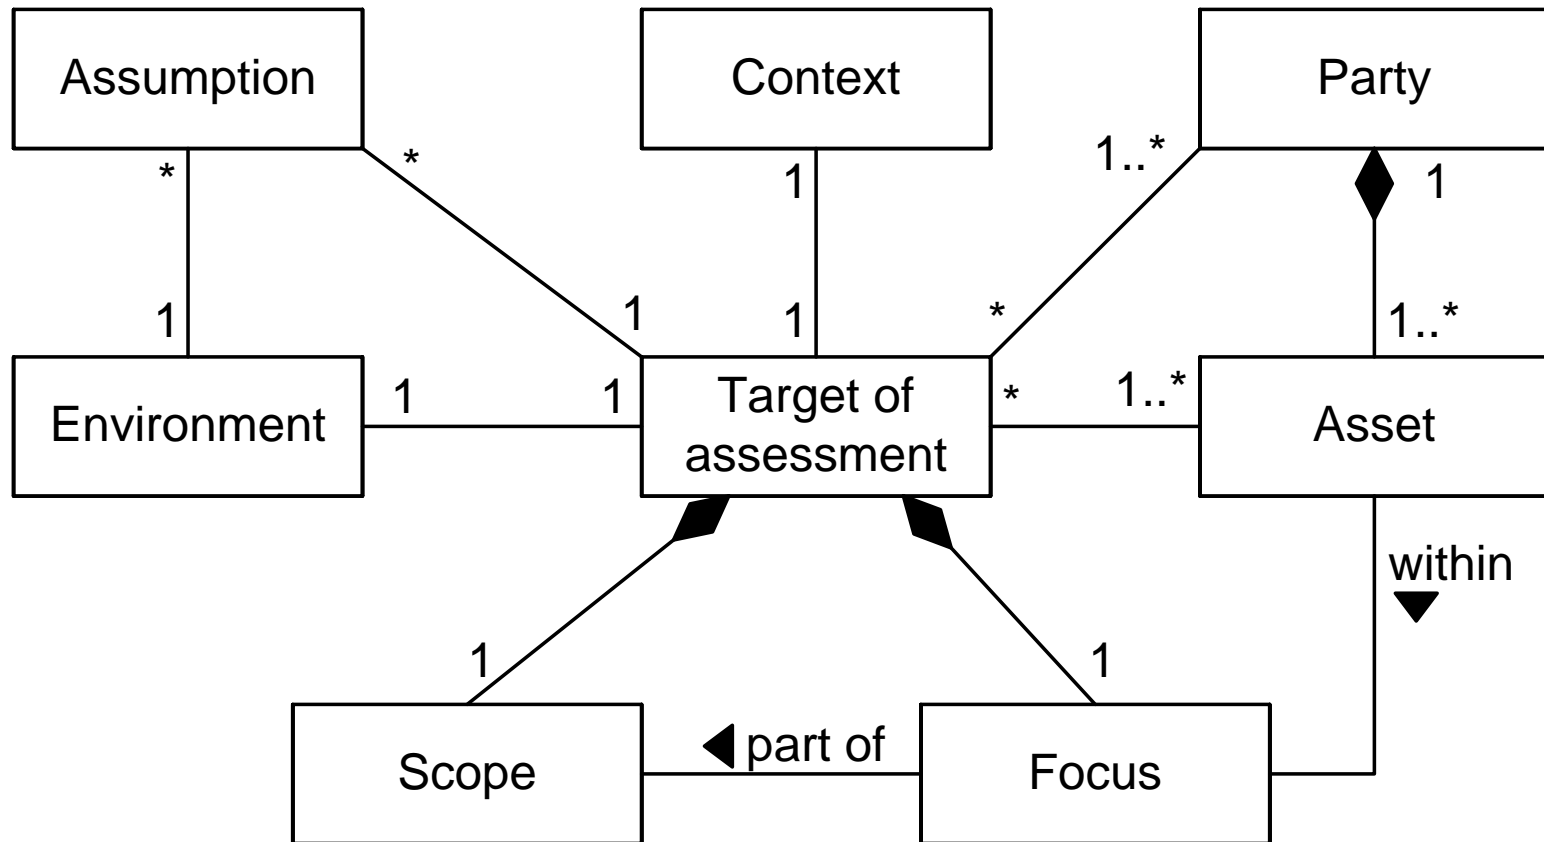 Assumption
Context
Party
* * 1 1..* 1
1 1 1 * 1..*
Environment
1 1
Target of
assessment
* 1..*
Asset
within
1 1
Scope
part of
Focus